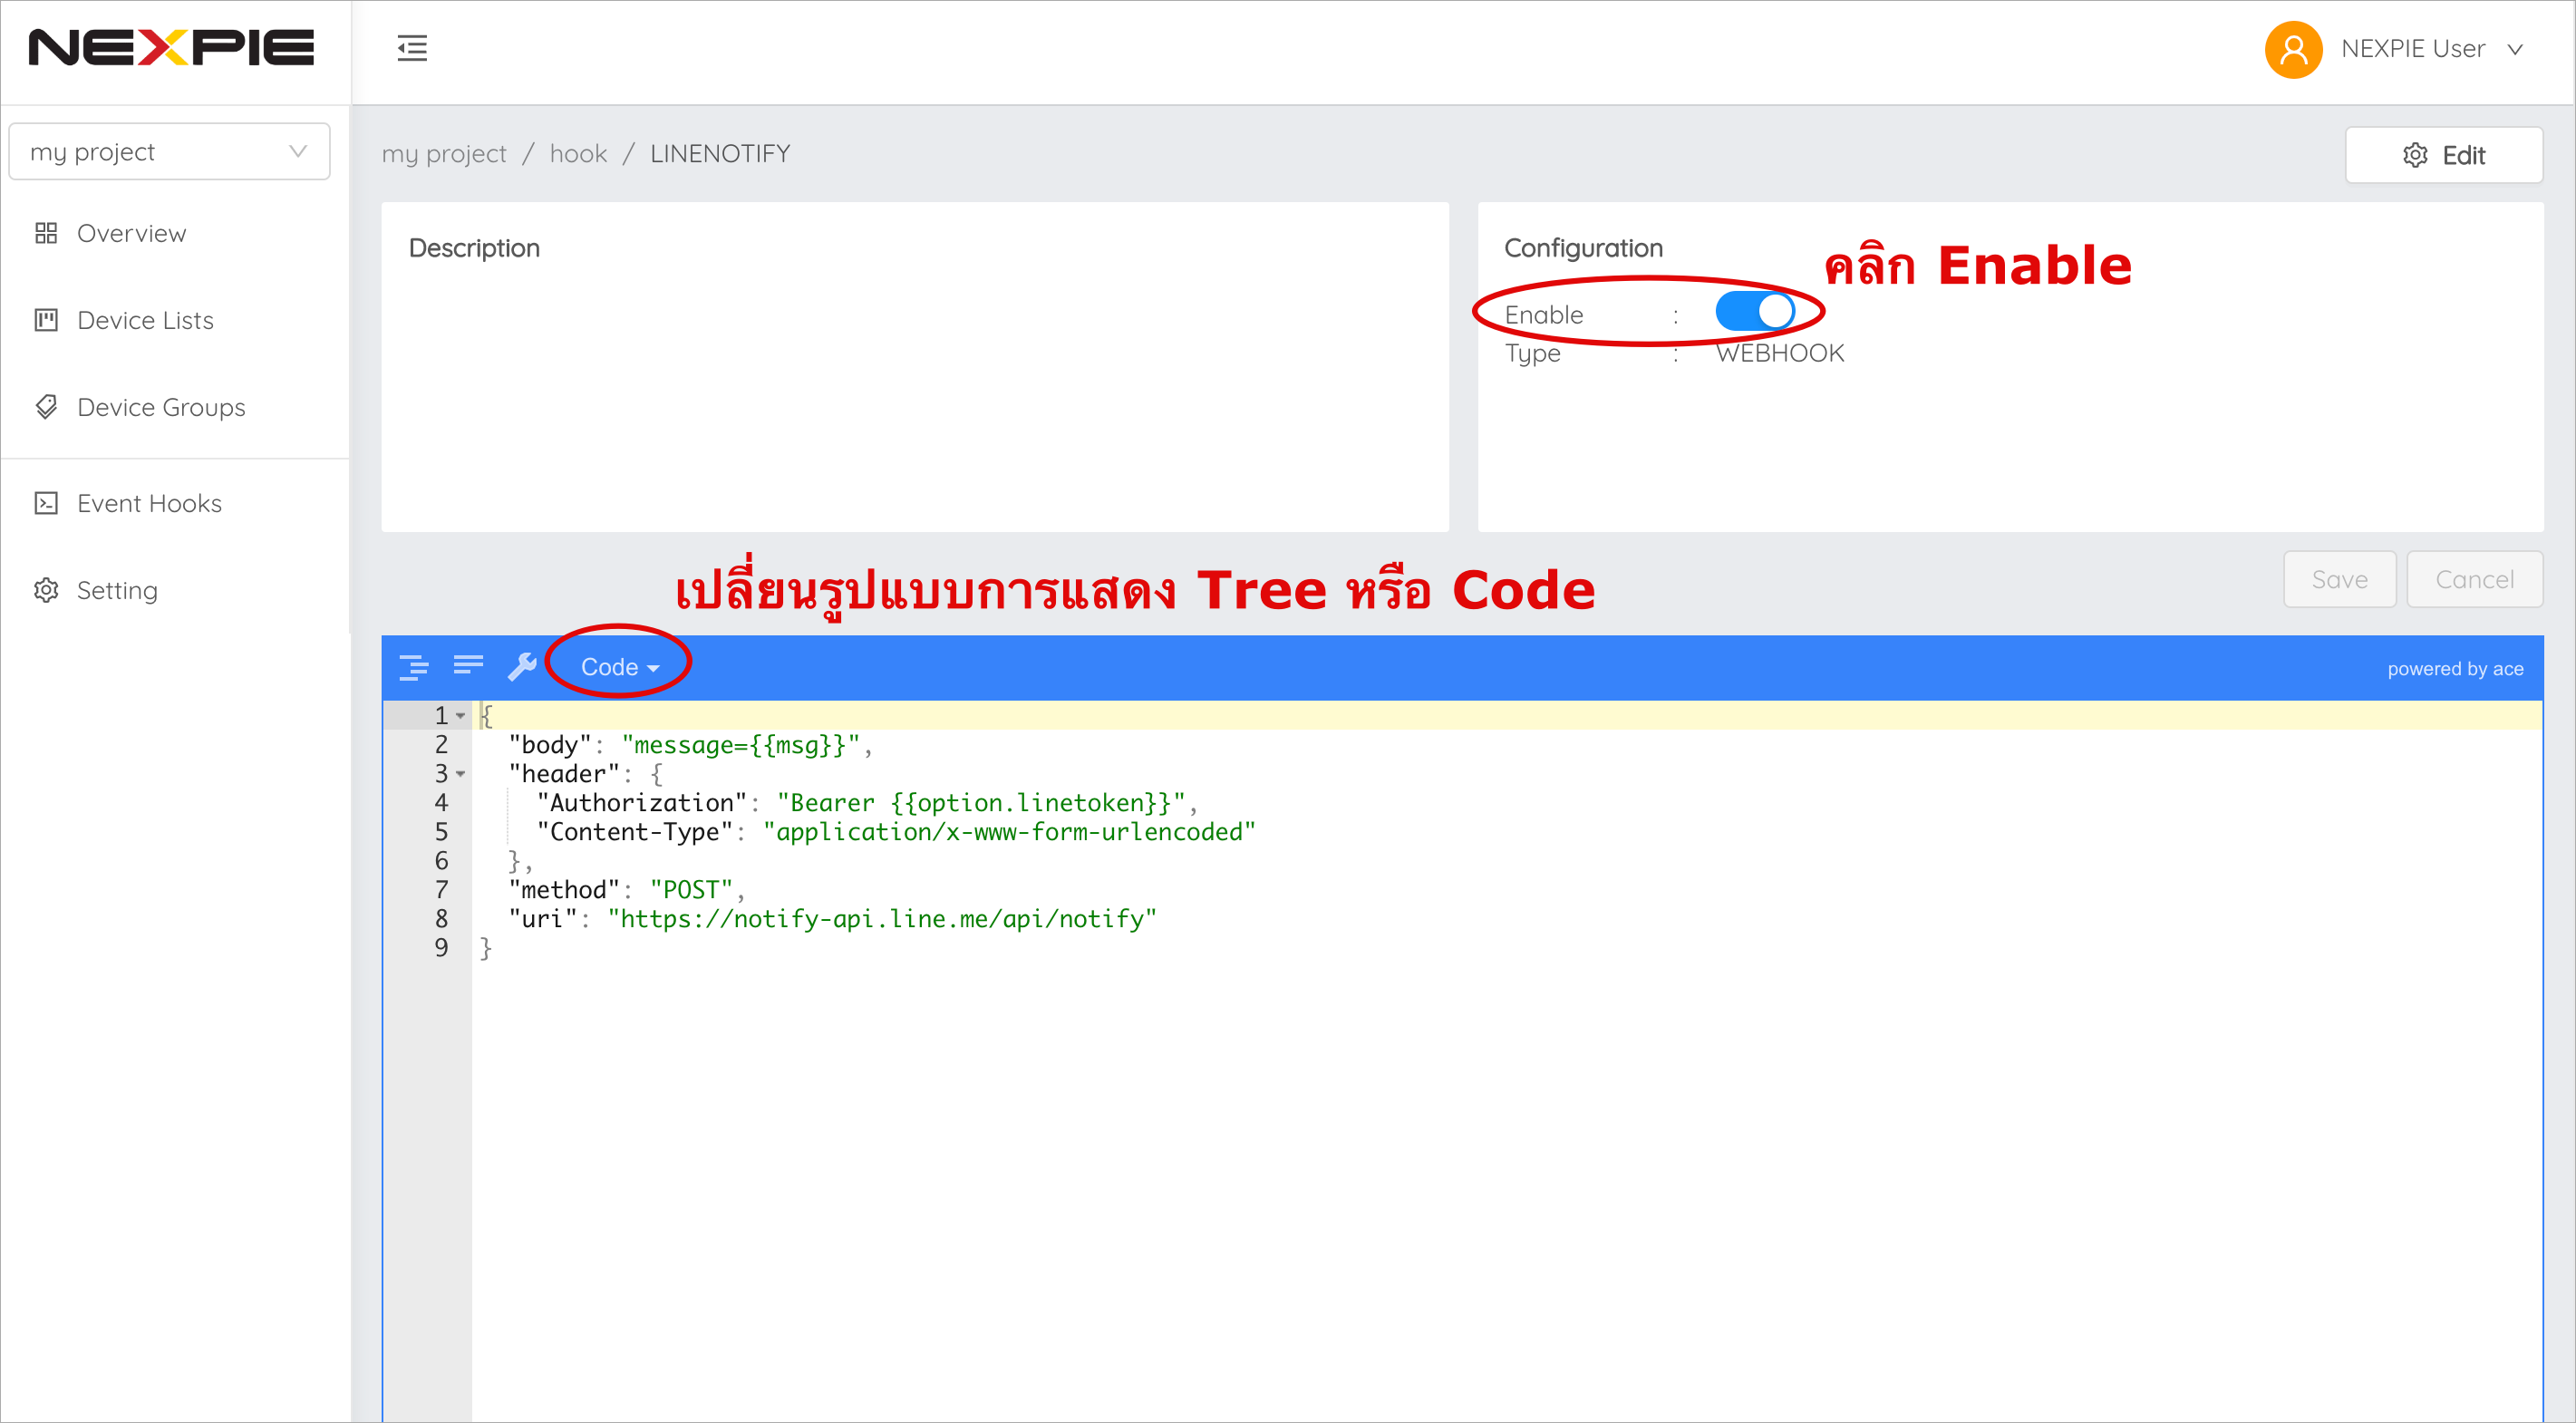 NEXPIE
NEXPIE User
my project
Overview
Device Lists
Device Groups
Event Hooks
Setting
my project / hook / LINENOTIFY
Edit
Description
Configuration
คลิก Enable
Enable :
Type : WEBHOOK
เปลี่ยนรูปแบบการแสดง Tree หรือ Code
Save
Cancel
Code
powered by ace
1 {
2 "body": "message={{msg}}",
3 "header": {
4 "Authorization": "Bearer {{option.linetoken}}",
5 "Content-Type": "application/x-www-form-urlencoded"
6 },
7 "method": "POST",
8 "uri": "https://notify-api.line.me/api/notify"
9 }